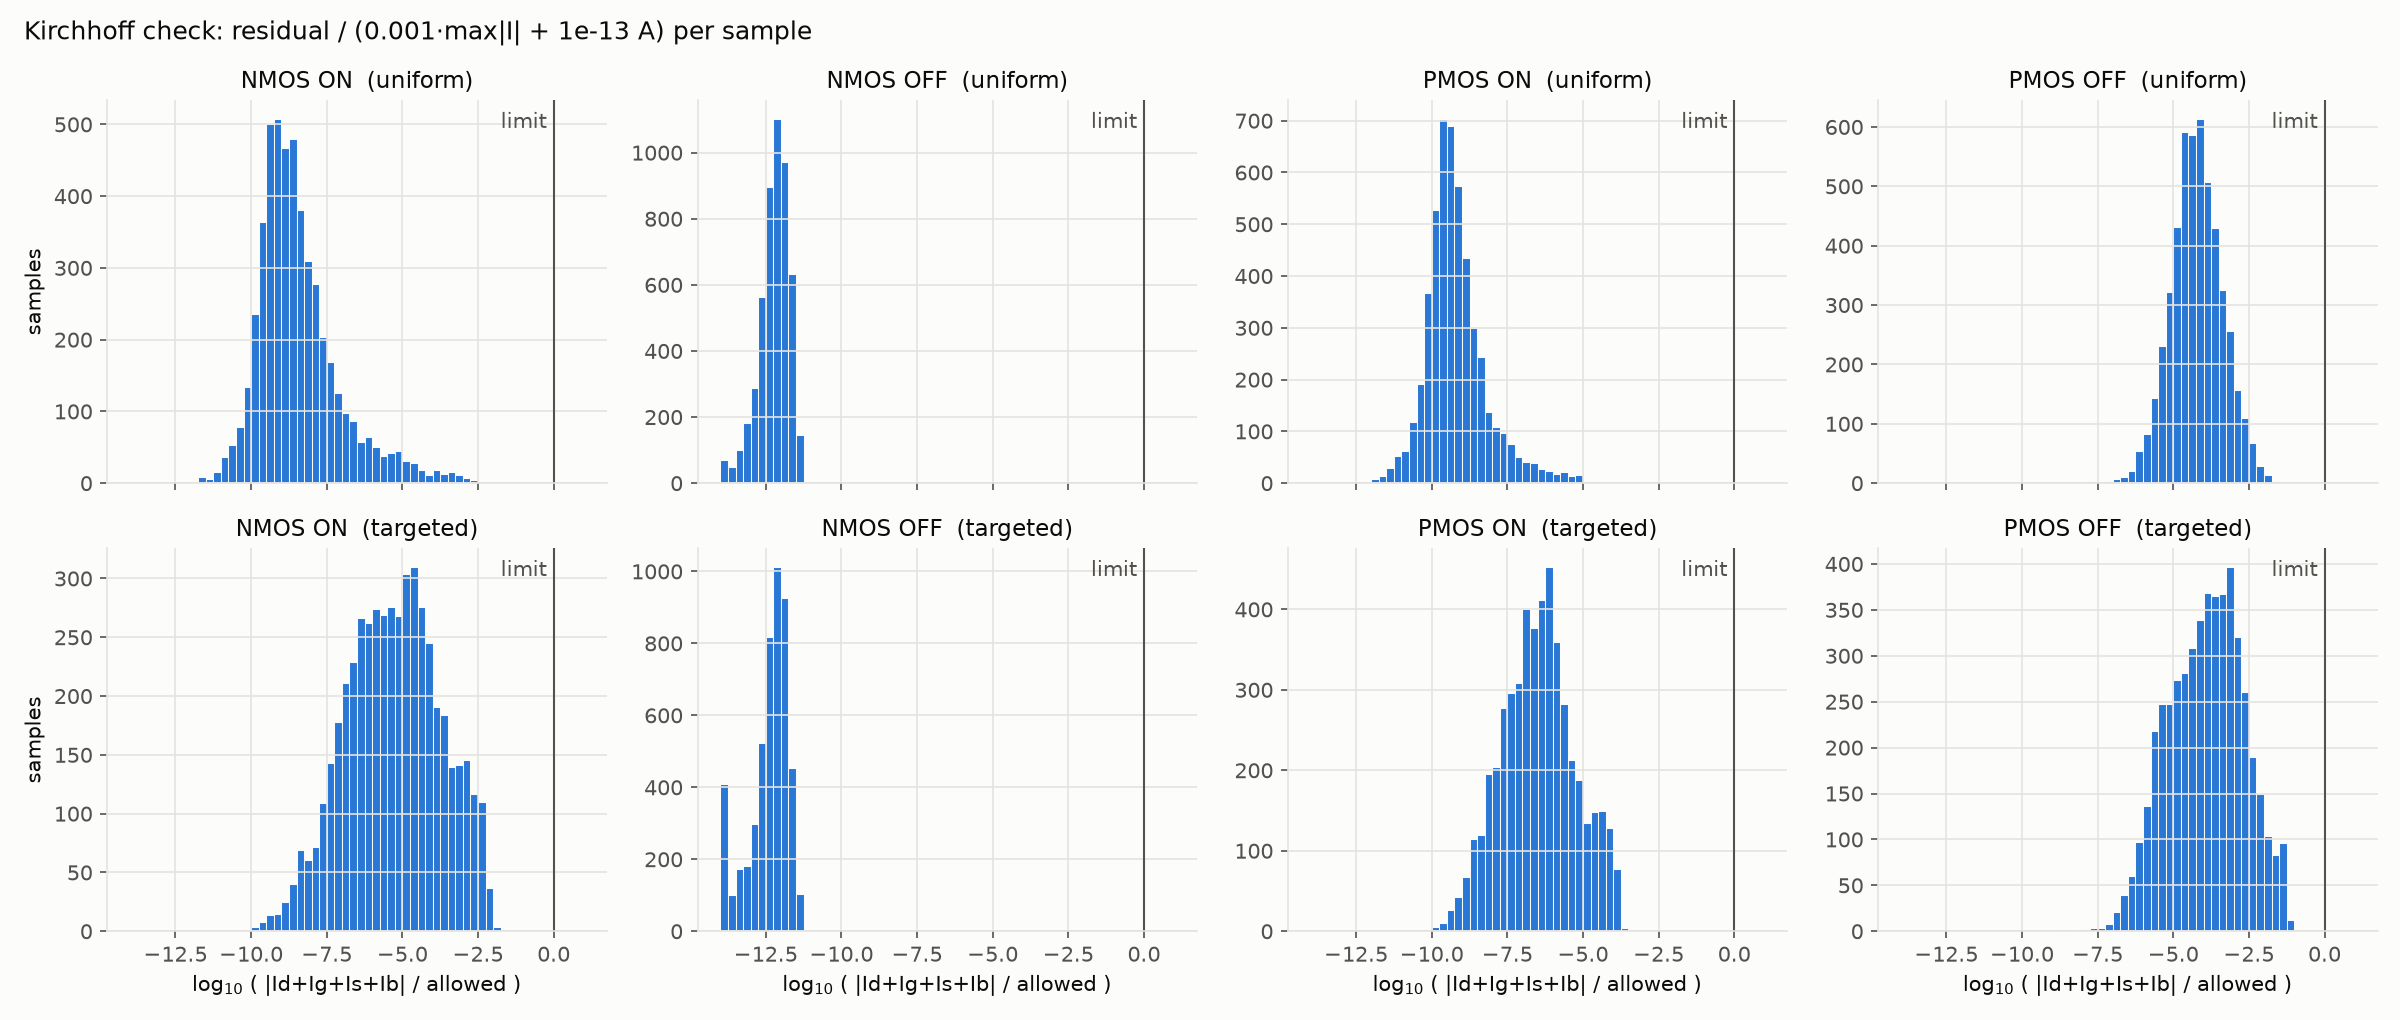 Kirchhoff check: residual / (0.001·max|I| + 1e-13 A) per sample
NMOS ON  (uniform)
samples
500
400
300
200
100
0
limit
NMOS OFF  (uniform)
1000
800
600
400
200
0
limit
PMOS ON  (uniform)
700
600
500
400
300
200
100
0
limit
PMOS OFF  (uniform)
600
500
400
300
200
100
0
limit
NMOS ON  (targeted)
samples
300
250
200
150
100
50
0
limit
−12.5 −10.0 −7.5 −5.0 −2.5 0.0
log₁₀ ( |Id+Ig+Is+Ib| / allowed )
NMOS OFF  (targeted)
1000
800
600
400
200
0
limit
−12.5 −10.0 −7.5 −5.0 −2.5 0.0
log₁₀ ( |Id+Ig+Is+Ib| / allowed )
PMOS ON  (targeted)
400
300
200
100
0
limit
−12.5 −10.0 −7.5 −5.0 −2.5 0.0
log₁₀ ( |Id+Ig+Is+Ib| / allowed )
PMOS OFF  (targeted)
400
350
300
250
200
150
100
50
0
limit
−12.5 −10.0 −7.5 −5.0 −2.5 0.0
log₁₀ ( |Id+Ig+Is+Ib| / allowed )